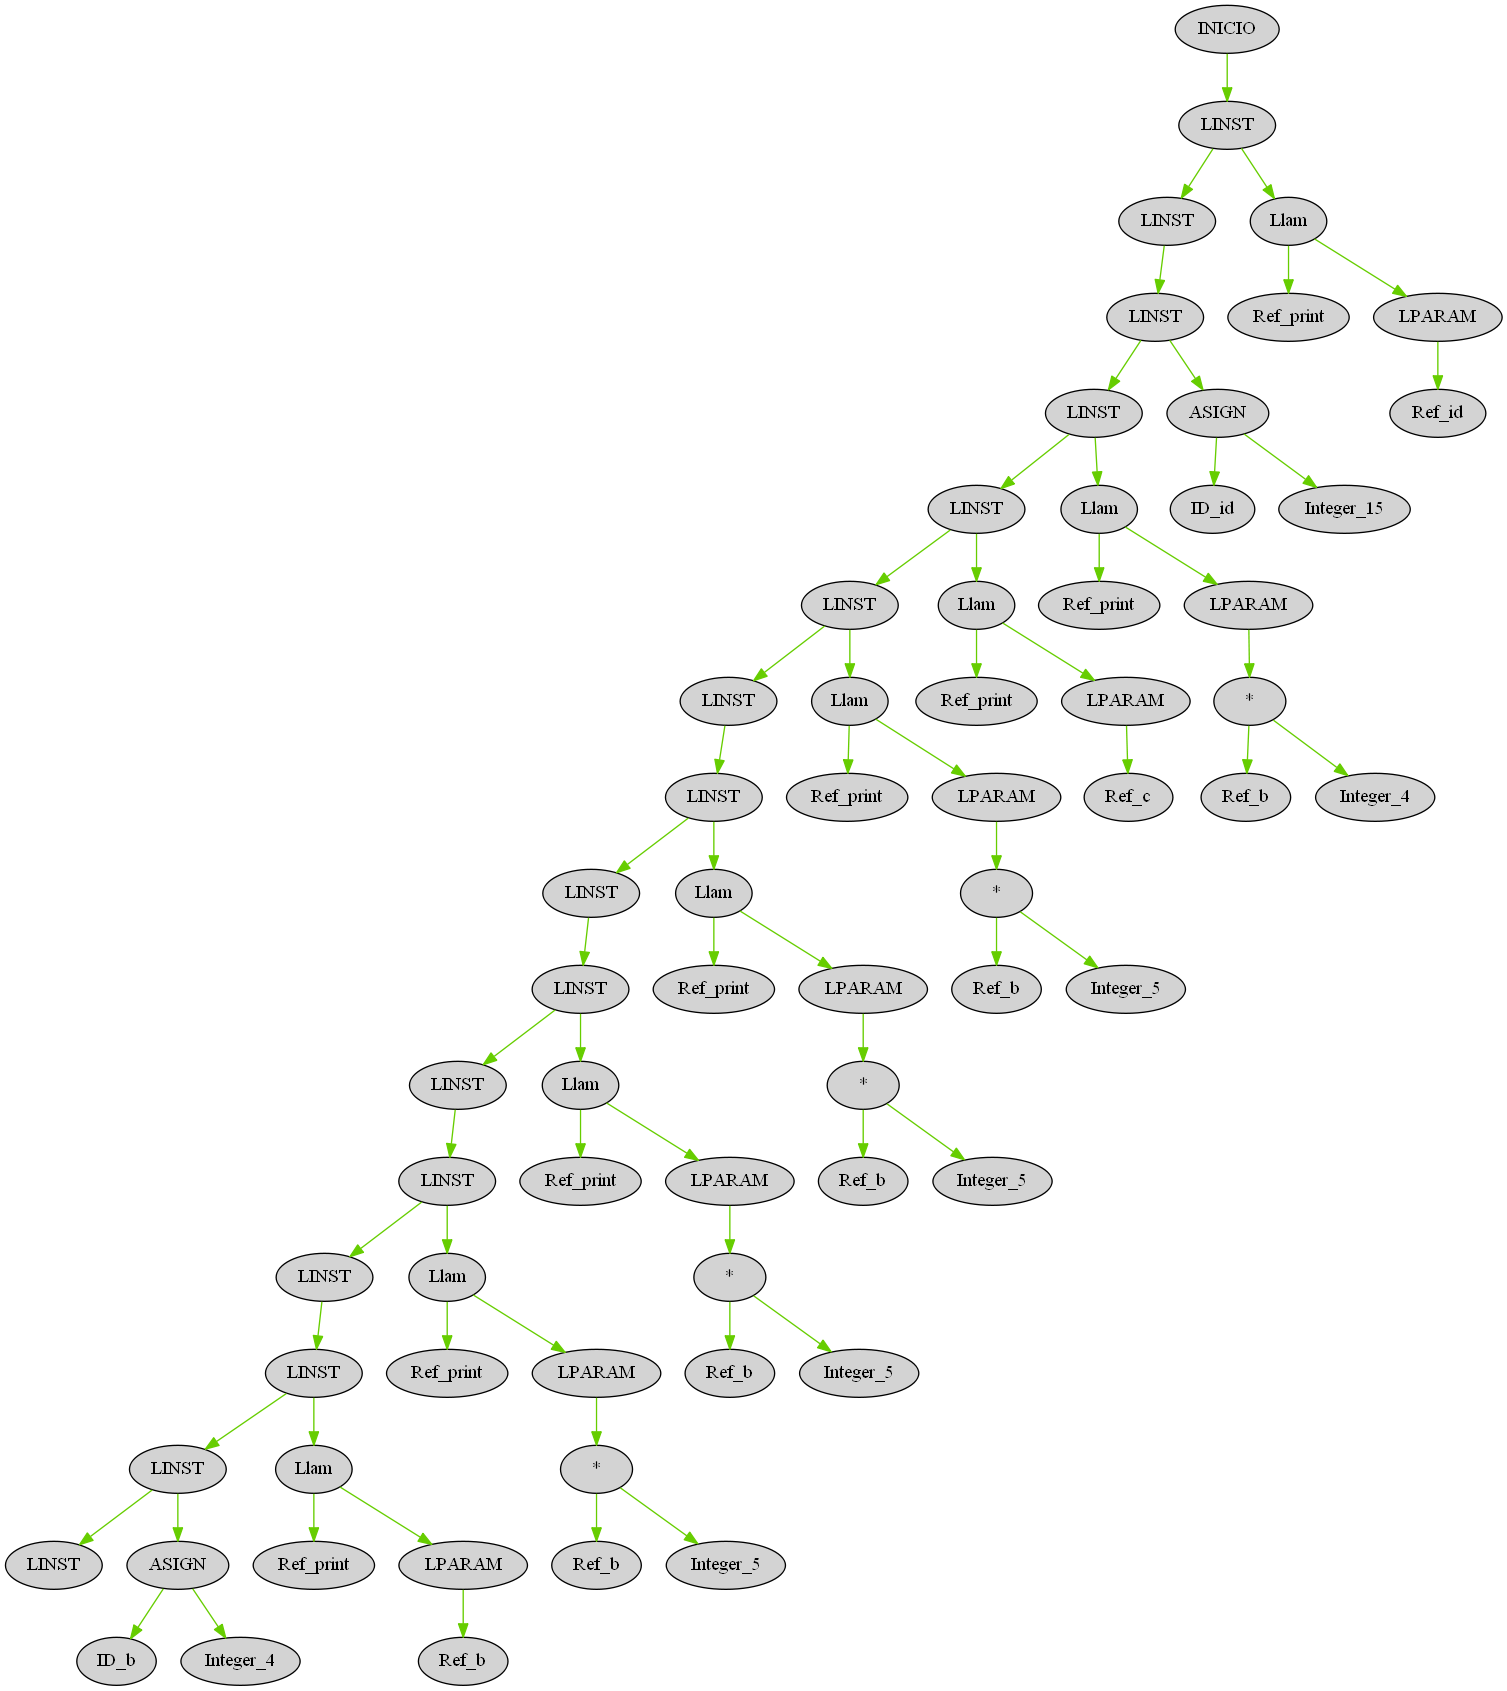 INICIO
LINST
LINST Llam
LINST Ref_print LPARAM
LINST ASIGN Ref_id
LINST Llam ID_id Integer_15
LINST Llam Ref_print LPARAM
LINST Llam Ref_print LPARAM *
LINST Ref_print LPARAM Ref_c Ref_b Integer_4
LINST Llam *
LINST Ref_print LPARAM Ref_b Integer_5
LINST Llam *
LINST Ref_print LPARAM Ref_b Integer_5
LINST Llam *
LINST Ref_print LPARAM Ref_b Integer_5
LINST Llam *
LINST ASIGN Ref_print LPARAM Ref_b Integer_5
ID_b Integer_4 Ref_b